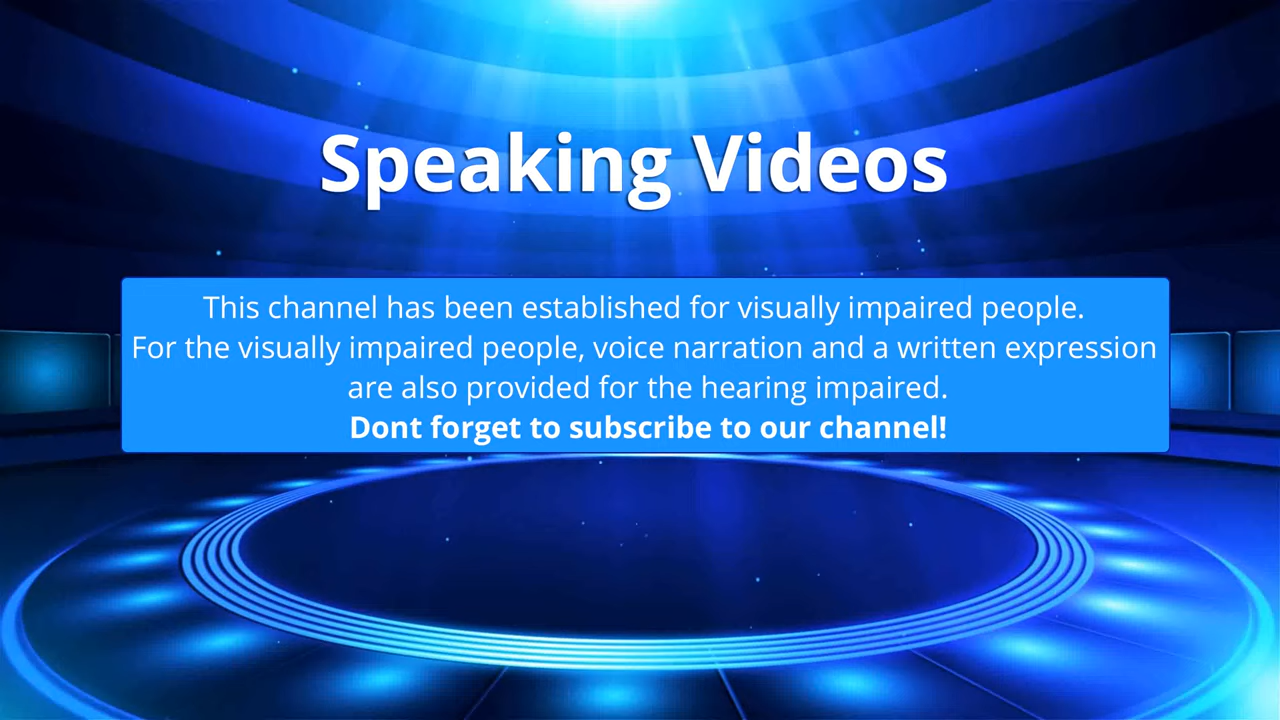 Speaking Videos
This channel has been established for visually impaired people.
For the visually impaired people, voice narration and a written expression
are also provided for the hearing impaired.
Dont forget to subscribe to our channel!